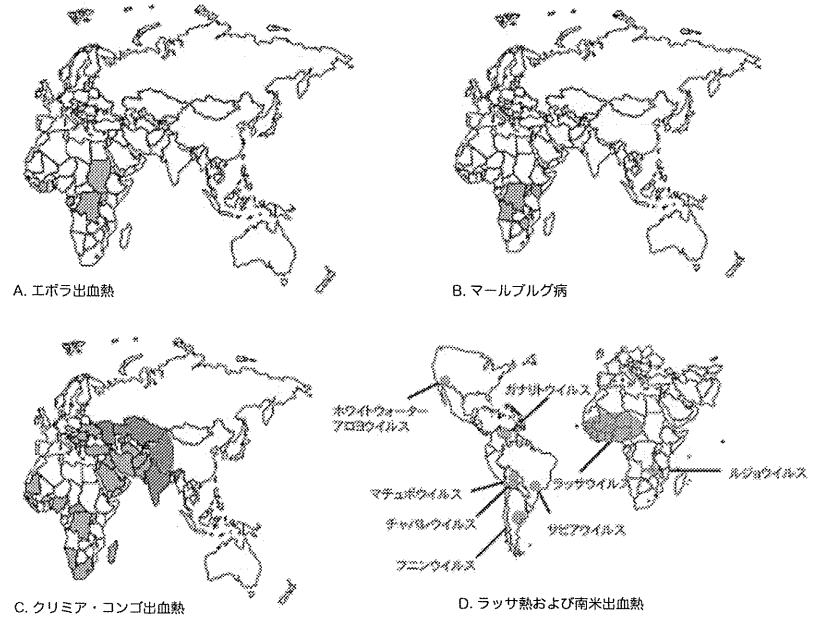 A. エボラ出血熱
B. マールブルグ病
C. クリミア・コンゴ出血熱
ホワイトウォーター
アロヨウイルス
ガナリトウイルス
マチュポウイルス
チャパレウイルス
フニンウイルス
サビアウイルス
ラッサウイルス
ルジョウイルス
D. ラッサ熱および南米出血熱